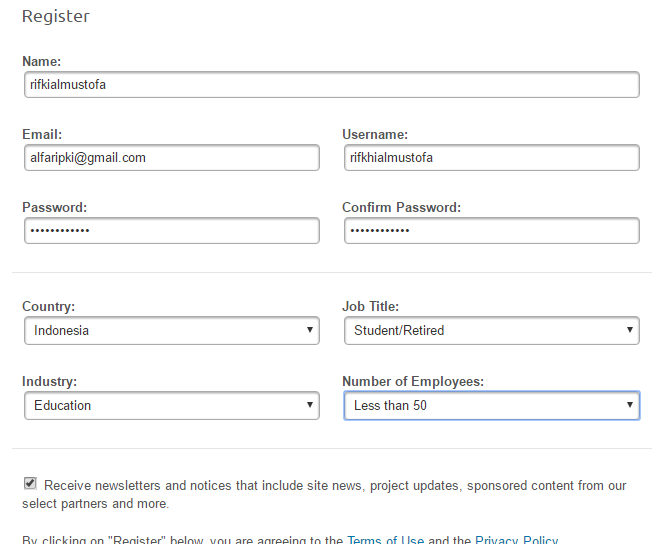 Register
Name:
rifkialmustofa
Email: Username:
alfaripki@gmail.com rifkhialmustofa
Password: Confirm Password:
•••••••••••• ••••••••••••
Country: Job Title:
Indonesia Student/Retired
Industry: Number of Employees:
Education Less than 50
Receive newsletters and notices that include site news, project updates, sponsored content from our
select partners and more.
By clicking on "Register" below, you are agreeing to the Terms of Use and the Privacy Policy